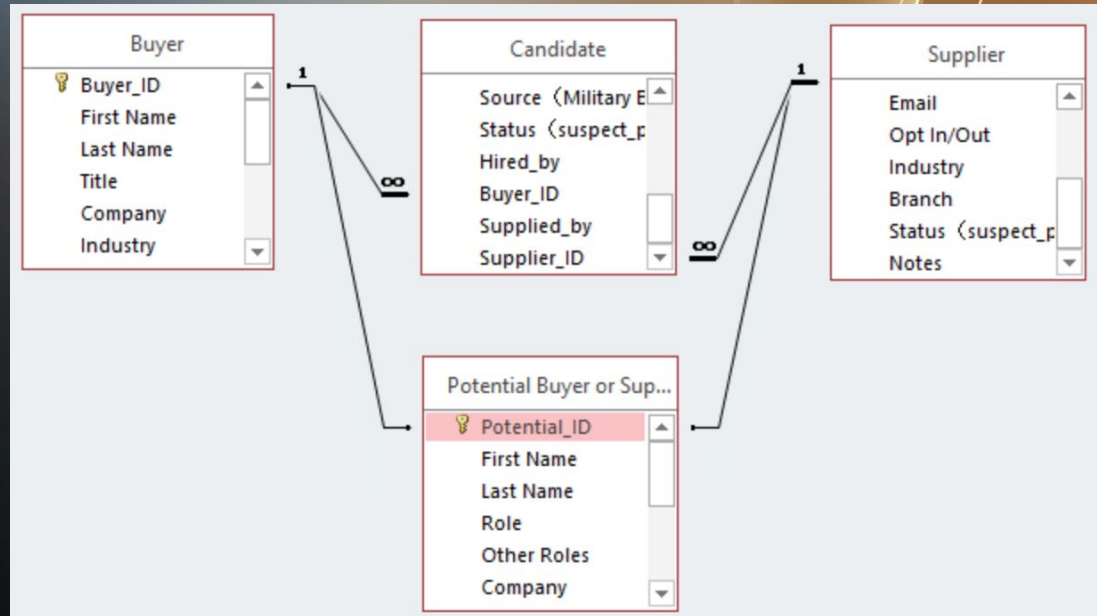 Buyer
Buyer_ID
First Name
Last Name
Title
Company
Industry
1
∞
Candidate
Source（Military E
Status（suspect_p
Hired_by
Buyer_ID
Supplied_by
Supplier_ID
∞
1
Supplier
Email
Opt In/Out
Industry
Branch
Status（suspect_p
Notes
Potential Buyer or Sup...
Potential_ID
First Name
Last Name
Role
Other Roles
Company